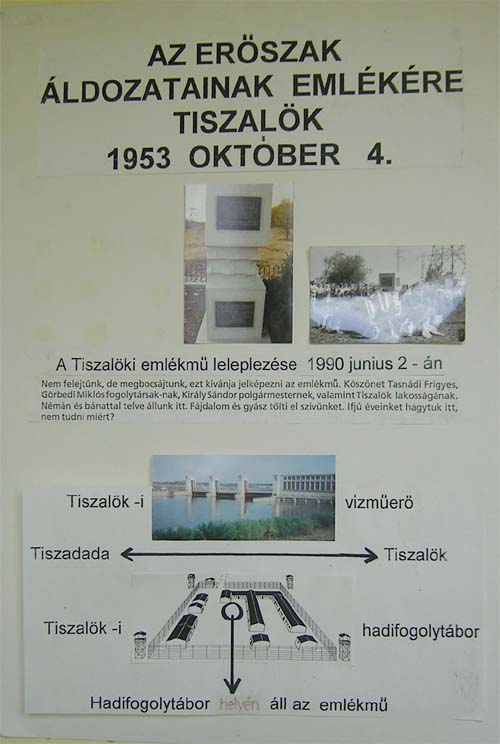 AZ ERÖSZAK
ÁLDOZATAINAK EMLÉKÉRE
TISZALÖK
1953 OKTÓBER 4.
A Tiszalöki emlékmű leleplezése 1990 junius 2 - án
Nem felejtünk, de megbocsájtunk, ezt kivánja jelképezni az emlékmű. Köszönet Tasnádi Frigyes,
Görbedi Miklós fogolytársak-nak, Király Sándor polgármesternek, valamint Tiszalök lakosságának.
Némán és bánattal telve állunk itt. Fájdalom és gyász tölti el szivünket. Ifjú éveinket hagytuk itt,
nem tudni miért?
Tiszalök -i vizműerö
Tiszadada Tiszalök
Tiszalök -i hadifogolytábor
Hadifogolytábor helyén áll az emlékmű